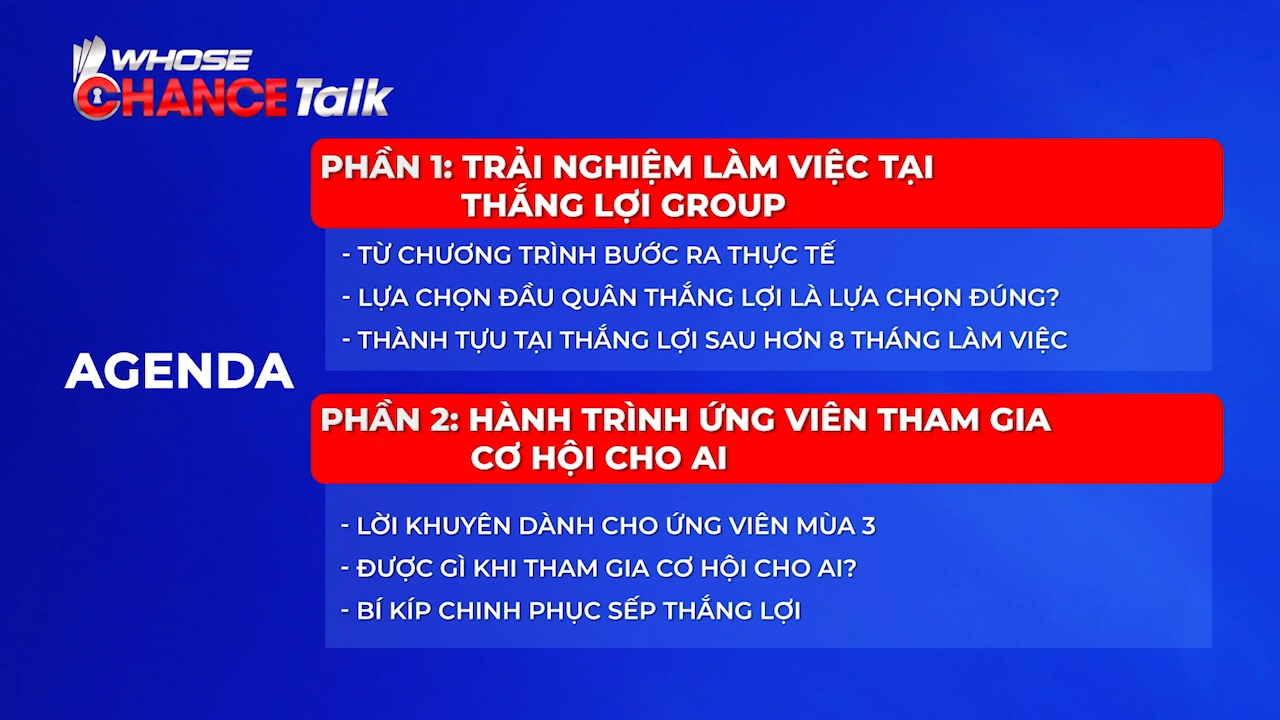 WHOSE
CHANCE Talk
AGENDA
PHẦN 1: TRẢI NGHIỆM LÀM VIỆC TẠI
THẮNG LỢI GROUP
- TỪ CHƯƠNG TRÌNH BƯỚC RA THỰC TẾ
- LỰA CHỌN ĐẦU QUÂN THẮNG LỢI LÀ LỰA CHỌN ĐÚNG?
- THÀNH TỰU TẠI THẮNG LỢI SAU HƠN 8 THÁNG LÀM VIỆC
PHẦN 2: HÀNH TRÌNH ỨNG VIÊN THAM GIA
CƠ HỘI CHO AI
- LỜI KHUYÊN DÀNH CHO ỨNG VIÊN MÙA 3
- ĐƯỢC GÌ KHI THAM GIA CƠ HỘI CHO AI?
- BÍ KÍP CHINH PHỤC SẾP THẮNG LỢI